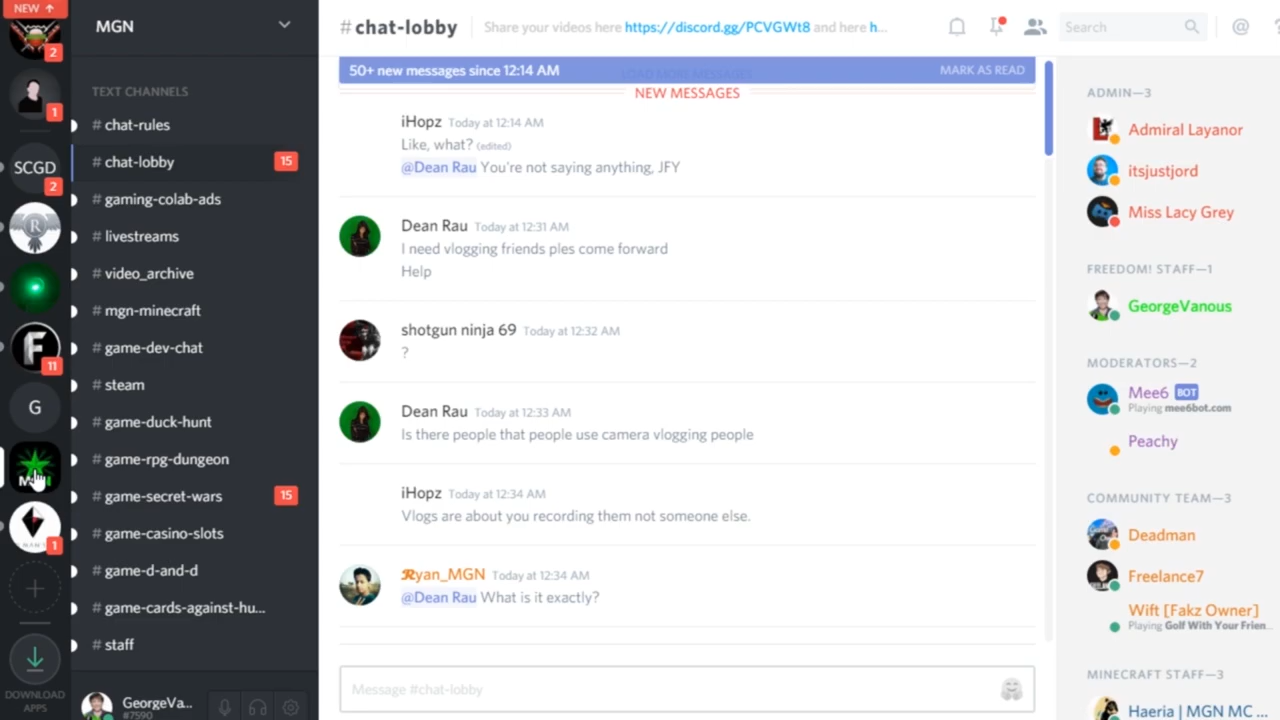 NEW
2
1
SCGD
2
11
G
1
DOWNLOAD
APPS
MGN
TEXT CHANNELS
# chat-rules
# chat-lobby 15
# gaming-colab-ads
# livestreams
# video_archive
# mgn-minecraft
# game-dev-chat
# steam
# game-duck-hunt
# game-rpg-dungeon
# game-secret-wars 15
# game-casino-slots
# game-d-and-d
# game-cards-against-hu...
# staff
GeorgeVa...
#7590
# chat-lobby
Share your videos here https://discord.gg/PCVGWt8 and here h...
Search
@
?
50+ new messages since 12:14 AM
LOAD MORE MESSAGES
MARK AS READ
NEW MESSAGES
iHopz Today at 12:14 AM
Like, what? (edited)
@Dean Rau You're not saying anything, JFY
Dean Rau Today at 12:31 AM
I need vlogging friends ples come forward
Help
shotgun ninja 69 Today at 12:32 AM
?
Dean Rau Today at 12:33 AM
Is there people that people use camera vlogging people
iHopz Today at 12:34 AM
Vlogs are about you recording them not someone else.
Ryan_MGN Today at 12:34 AM
@Dean Rau What is it exactly?
Message #chat-lobby
ADMIN—3
Admiral Layanor
itsjustjord
Miss Lacy Grey
FREEDOM! STAFF—1
GeorgeVanous
MODERATORS—2
Mee6 BOT
Playing mee6bot.com
Peachy
COMMUNITY TEAM—3
Deadman
Freelance7
Wift [Fakz Owner]
Playing Golf With Your Frien...
MINECRAFT STAFF—3
Haeria | MGN MC ...